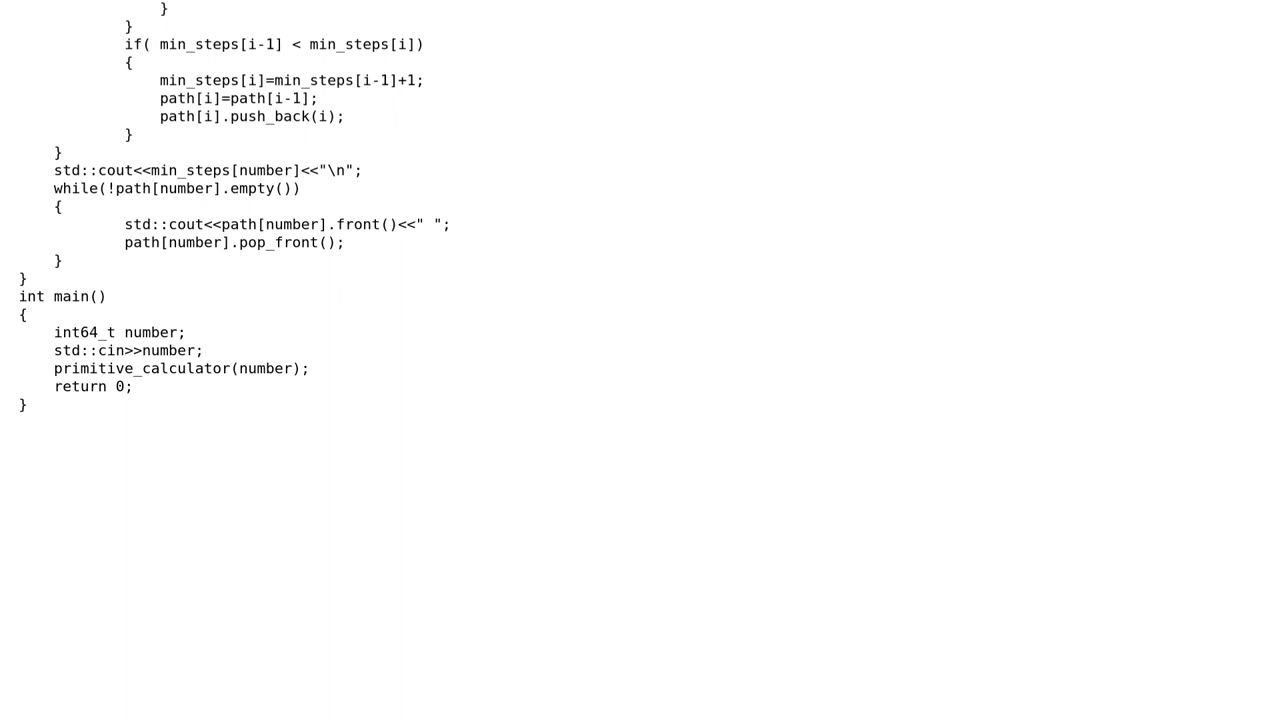 }
}
if( min_steps[i-1] < min_steps[i])
{
min_steps[i]=min_steps[i-1]+1;
path[i]=path[i-1];
path[i].push_back(i);
}
}
std::cout<<min_steps[number]<<"\n";
while(!path[number].empty())
{
std::cout<<path[number].front()<<" ";
path[number].pop_front();
}
}
int main()
{
int64_t number;
std::cin>>number;
primitive_calculator(number);
return 0;
}